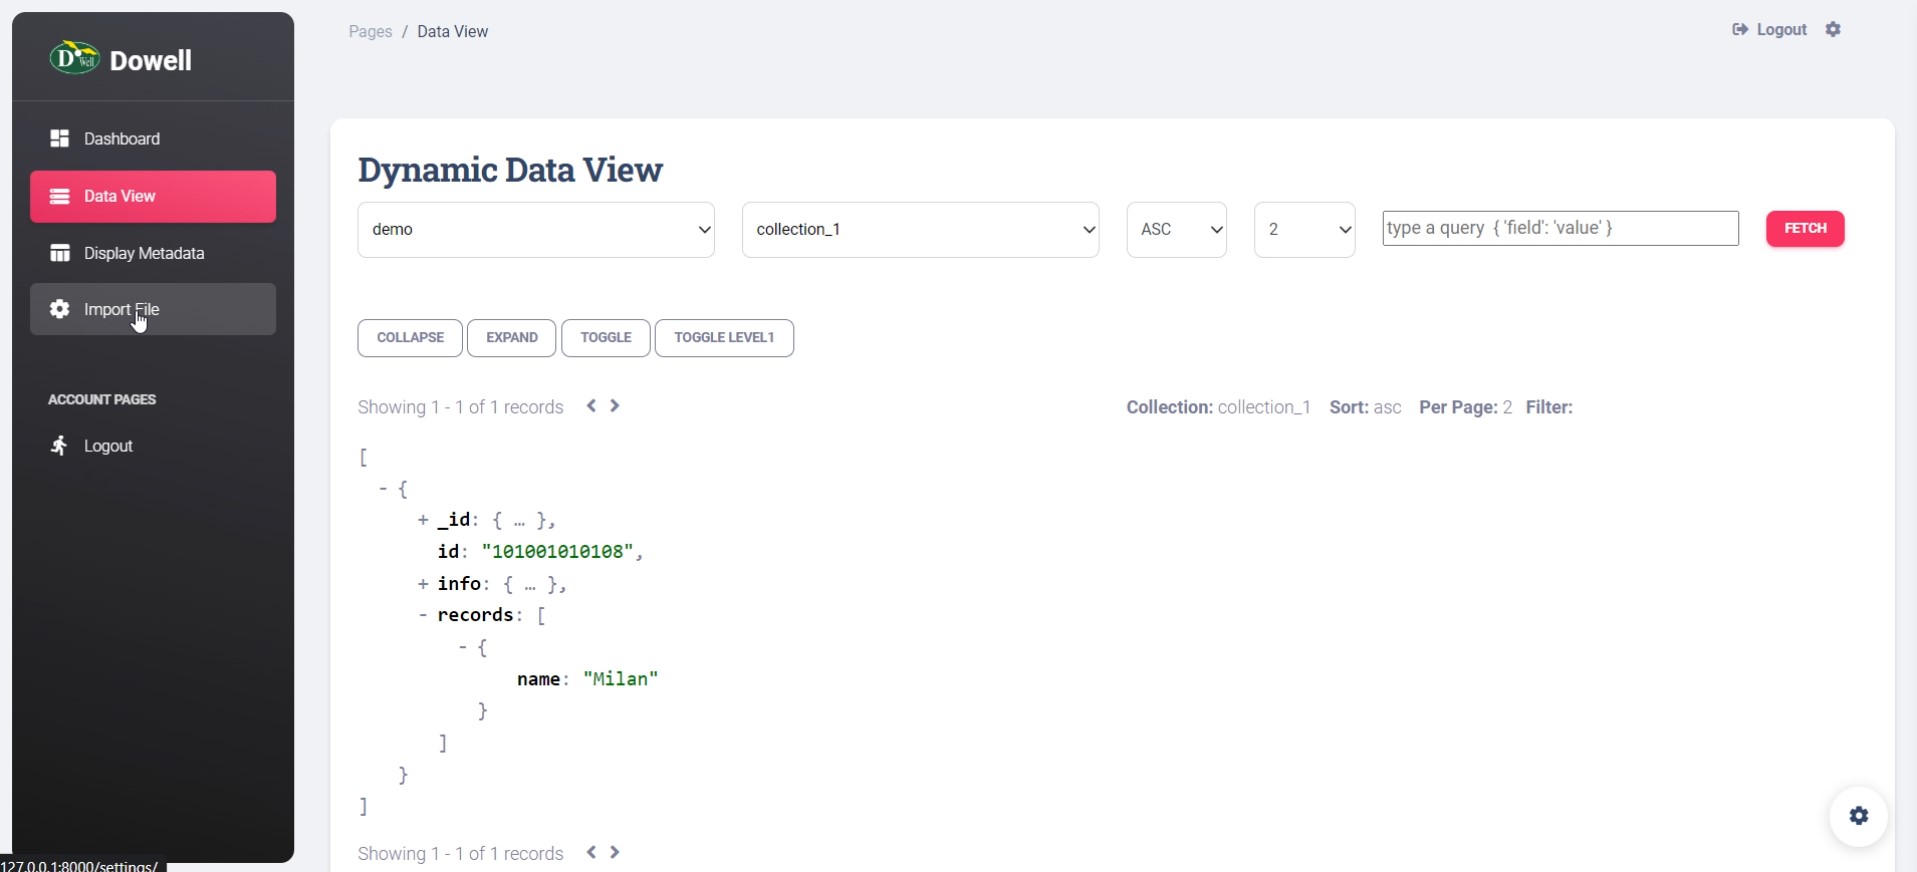 D Well Dowell
Dashboard
Data View
Display Metadata
Import File
ACCOUNT PAGES
Logout
127.0.0.1:8000/settings/
Pages / Data View
Logout
Dynamic Data View
demo
collection_1
ASC
2
type a query { 'field': 'value' }
FETCH
COLLAPSE EXPAND TOGGLE TOGGLE LEVEL1
Showing 1 - 1 of 1 records < >
Collection: collection_1 Sort: asc Per Page: 2 Filter:
[
- {
+ _id: { … },
id: "101001010108",
+ info: { … },
- records: [
- {
name: "Milan"
}
]
}
]
Showing 1 - 1 of 1 records < >